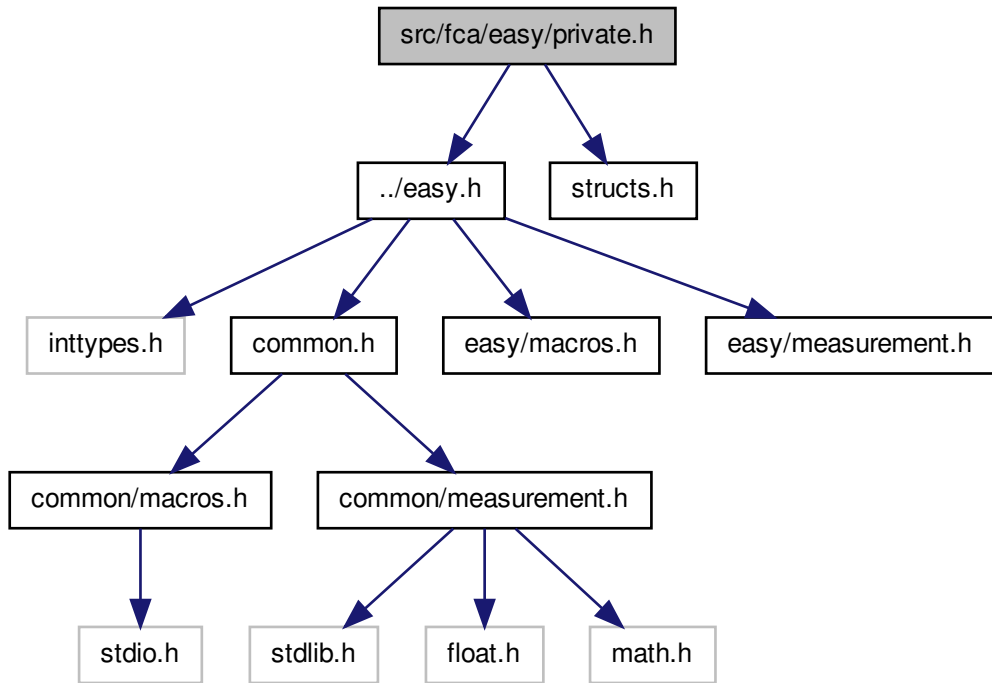 src/fca/easy/private.h
../easy.h
structs.h
inttypes.h
common.h
easy/macros.h
easy/measurement.h
common/macros.h
common/measurement.h
stdio.h
stdlib.h
float.h
math.h